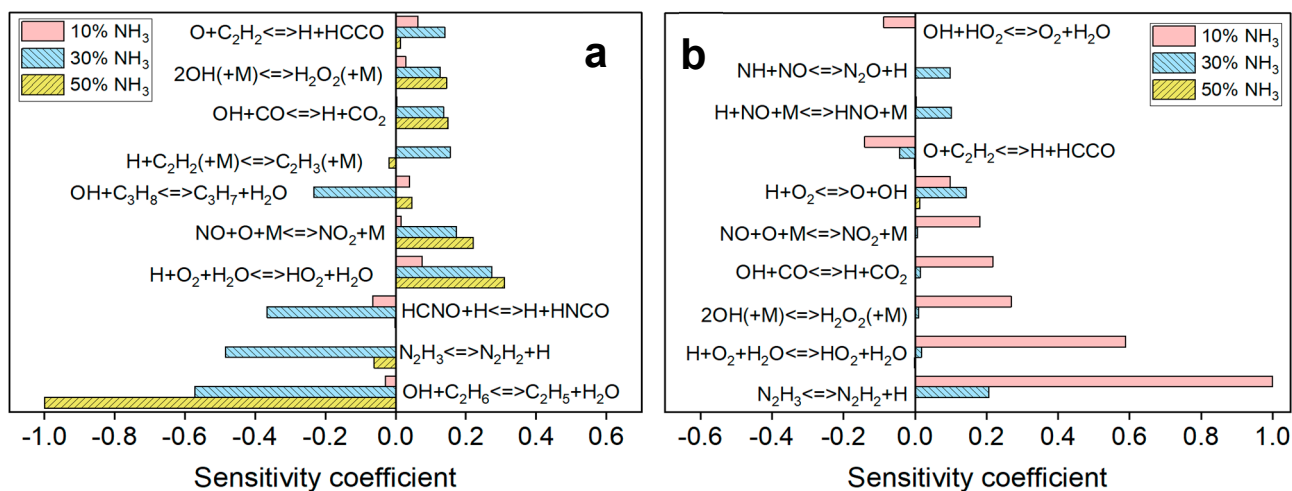 10% NH₃
30% NH₃
50% NH₃
a
O+C₂H₂<=>H+HCCO
2OH(+M)<=>H₂O₂(+M)
OH+CO<=>H+CO₂
H+C₂H₂(+M)<=>C₂H₃(+M)
OH+C₃H₈<=>C₃H₇+H₂O
NO+O+M<=>NO₂+M
H+O₂+H₂O<=>HO₂+H₂O
HCNO+H<=>H+HNCO
N₂H₃<=>N₂H₂+H
OH+C₂H₆<=>C₂H₅+H₂O
-1.0 -0.8 -0.6 -0.4 -0.2 0.0 0.2 0.4 0.6
Sensitivity coefficient
b
10% NH₃
30% NH₃
50% NH₃
OH+HO₂<=>O₂+H₂O
NH+NO<=>N₂O+H
H+NO+M<=>HNO+M
O+C₂H₂<=>H+HCCO
H+O₂<=>O+OH
NO+O+M<=>NO₂+M
OH+CO<=>H+CO₂
2OH(+M)<=>H₂O₂(+M)
H+O₂+H₂O<=>HO₂+H₂O
N₂H₃<=>N₂H₂+H
-0.6 -0.4 -0.2 0.0 0.2 0.4 0.6 0.8 1.0
Sensitivity coefficient